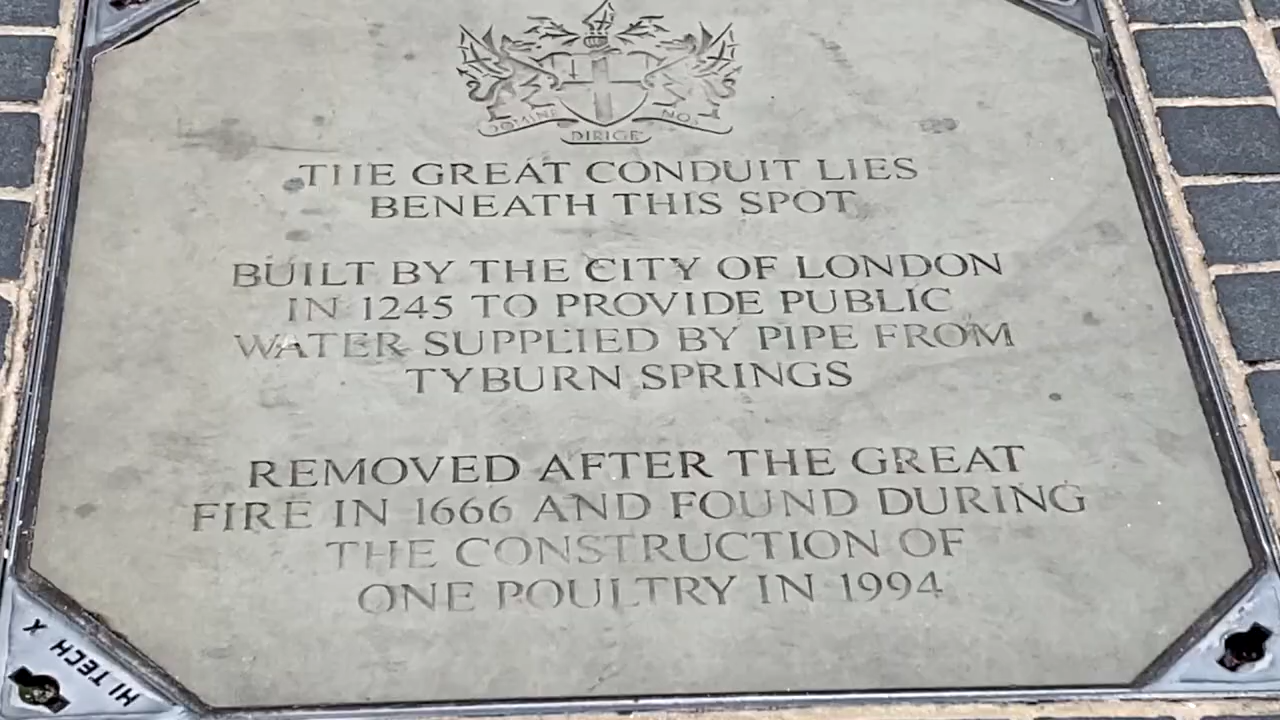 DOMINE
NOS
DIRIGE
THE GREAT CONDUIT LIES
BENEATH THIS SPOT
BUILT BY THE CITY OF LONDON
IN 1245 TO PROVIDE PUBLIC
WATER SUPPLIED BY PIPE FROM
TYBURN SPRINGS
REMOVED AFTER THE GREAT
FIRE IN 1666 AND FOUND DURING
THE CONSTRUCTION OF
ONE POULTRY IN 1994
HI TECH X